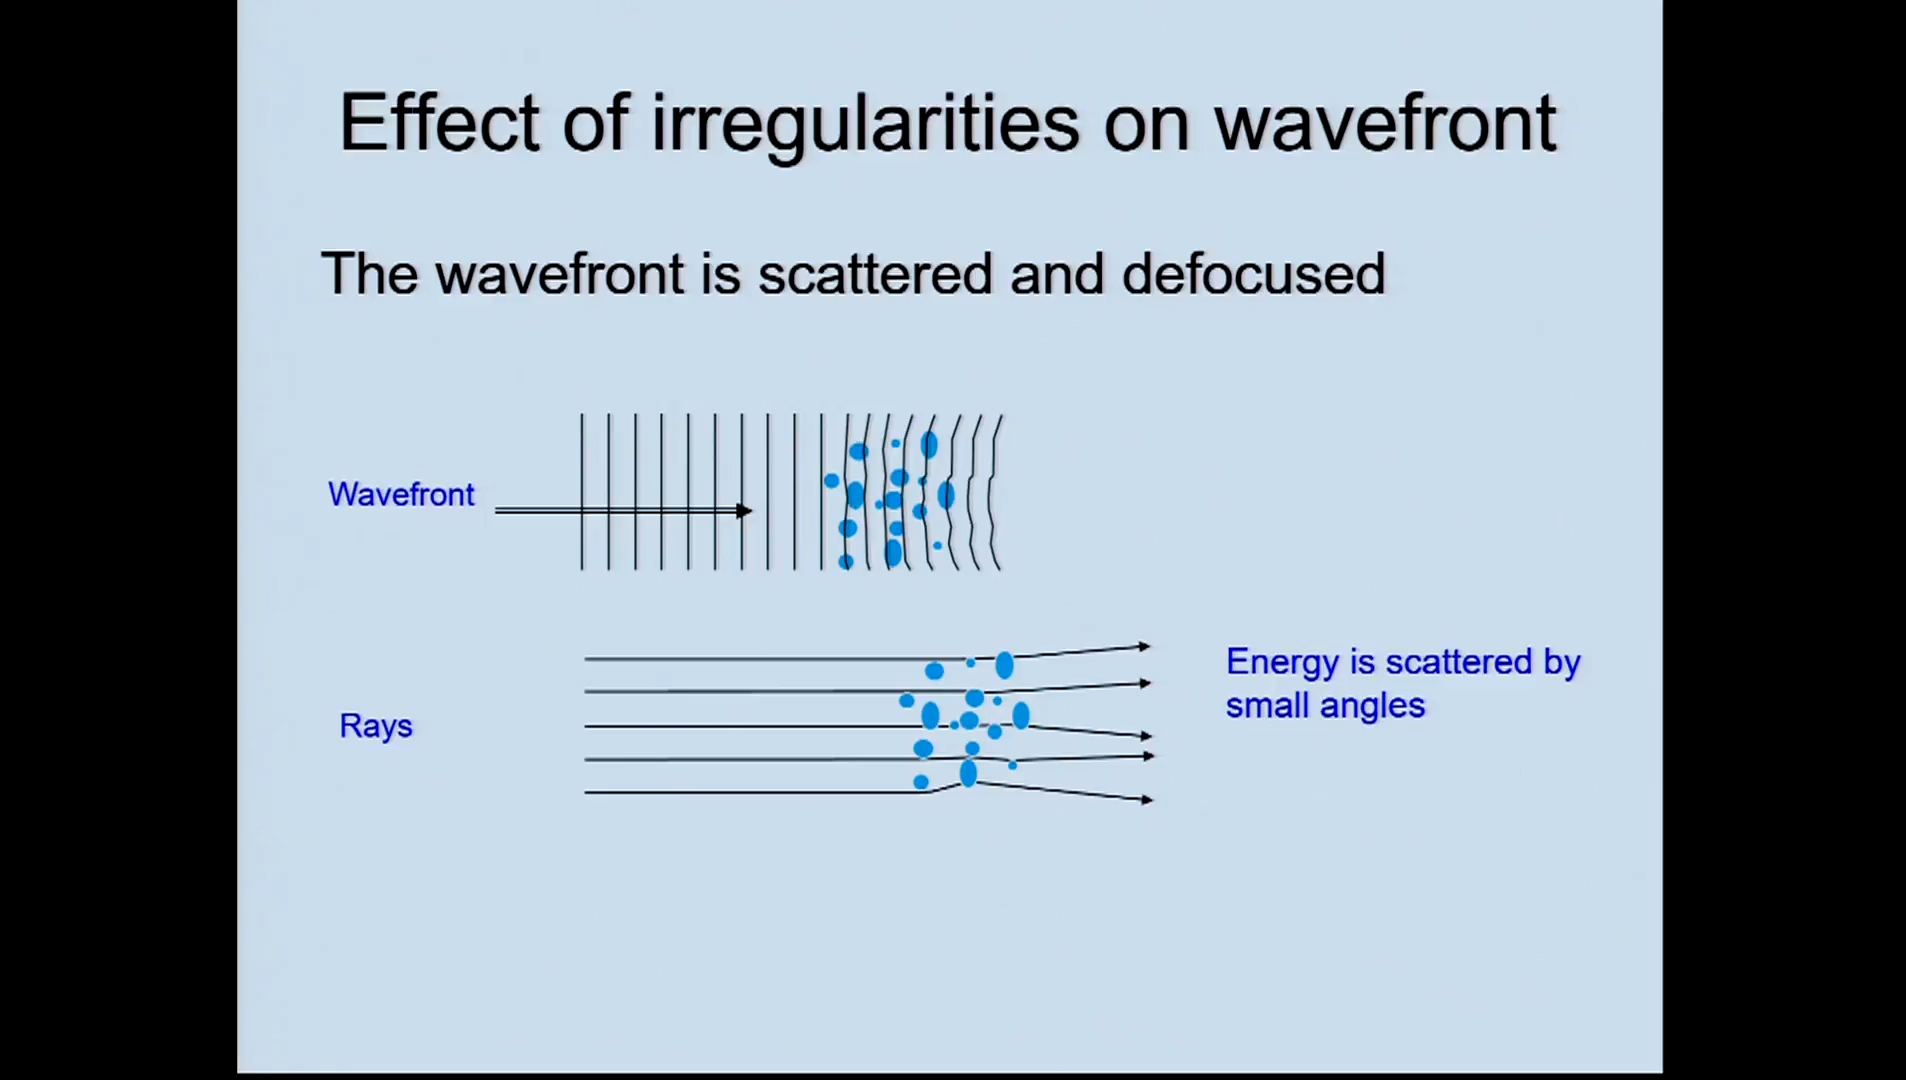 Effect of irregularities on wavefront
The wavefront is scattered and defocused
Wavefront
Energy is scattered by
small angles
Rays